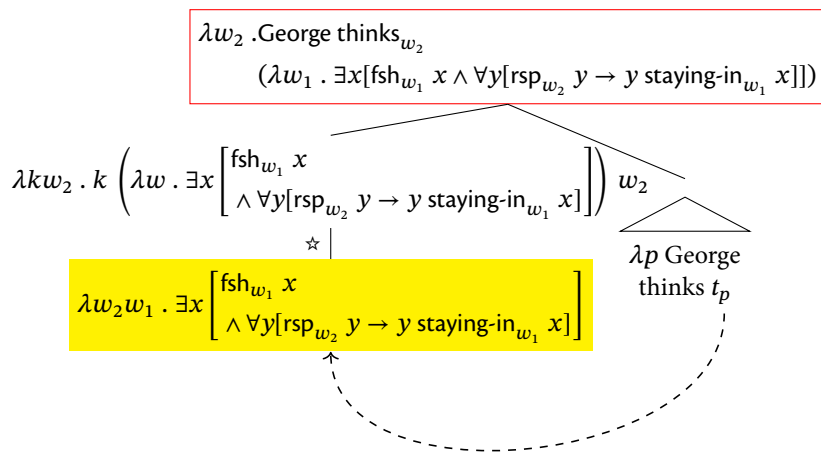 λw₂ .George thinks_w₂
(λw₁ . ∃x[fsh_w₁ x ∧ ∀y[rsp_w₂ y → y staying-in_w₁ x]])
λkw₂ . k (λw . ∃x [fsh_w₁ x
∧ ∀y[rsp_w₂ y → y staying-in_w₁ x]]) w₂
☆
λp George
thinks t_p
λw₂w₁ . ∃x [fsh_w₁ x
∧ ∀y[rsp_w₂ y → y staying-in_w₁ x]]